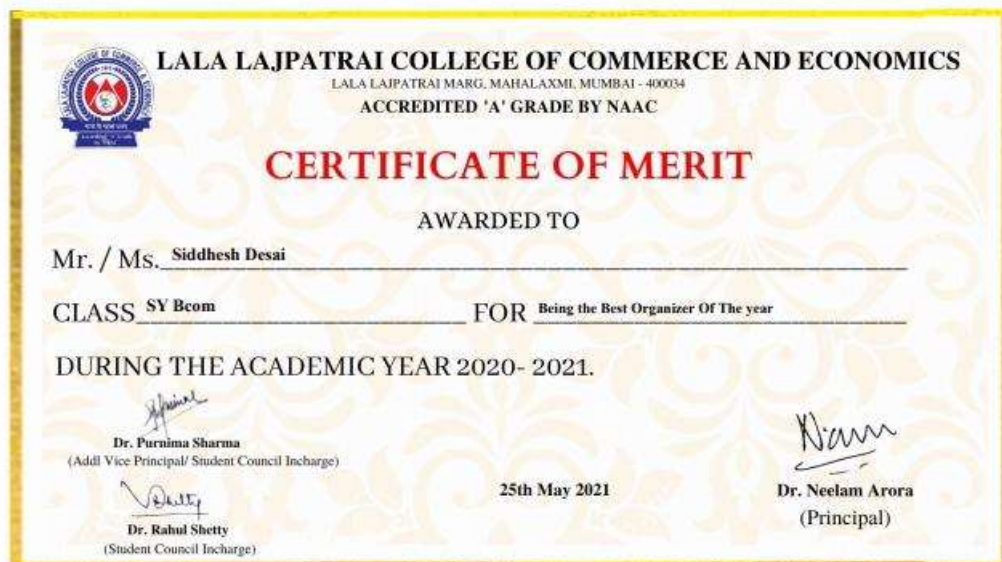 LALA LAJPATRAI COLLEGE OF COMMERCE AND ECONOMICS
LALA LAJPATRAI MARG, MAHALAXMI, MUMBAI - 400034
ACCREDITED 'A' GRADE BY NAAC
CERTIFICATE OF MERIT
AWARDED TO
Mr. / Ms. Siddhesh Desai
CLASS SY Bcom FOR Being the Best Organizer Of The year
DURING THE ACADEMIC YEAR 2020- 2021.
Dr. Purnima Sharma
(Addl Vice Principal/ Student Council Incharge)
Dr. Rahul Shetty
(Student Council Incharge)
25th May 2021
Dr. Neelam Arora
(Principal)